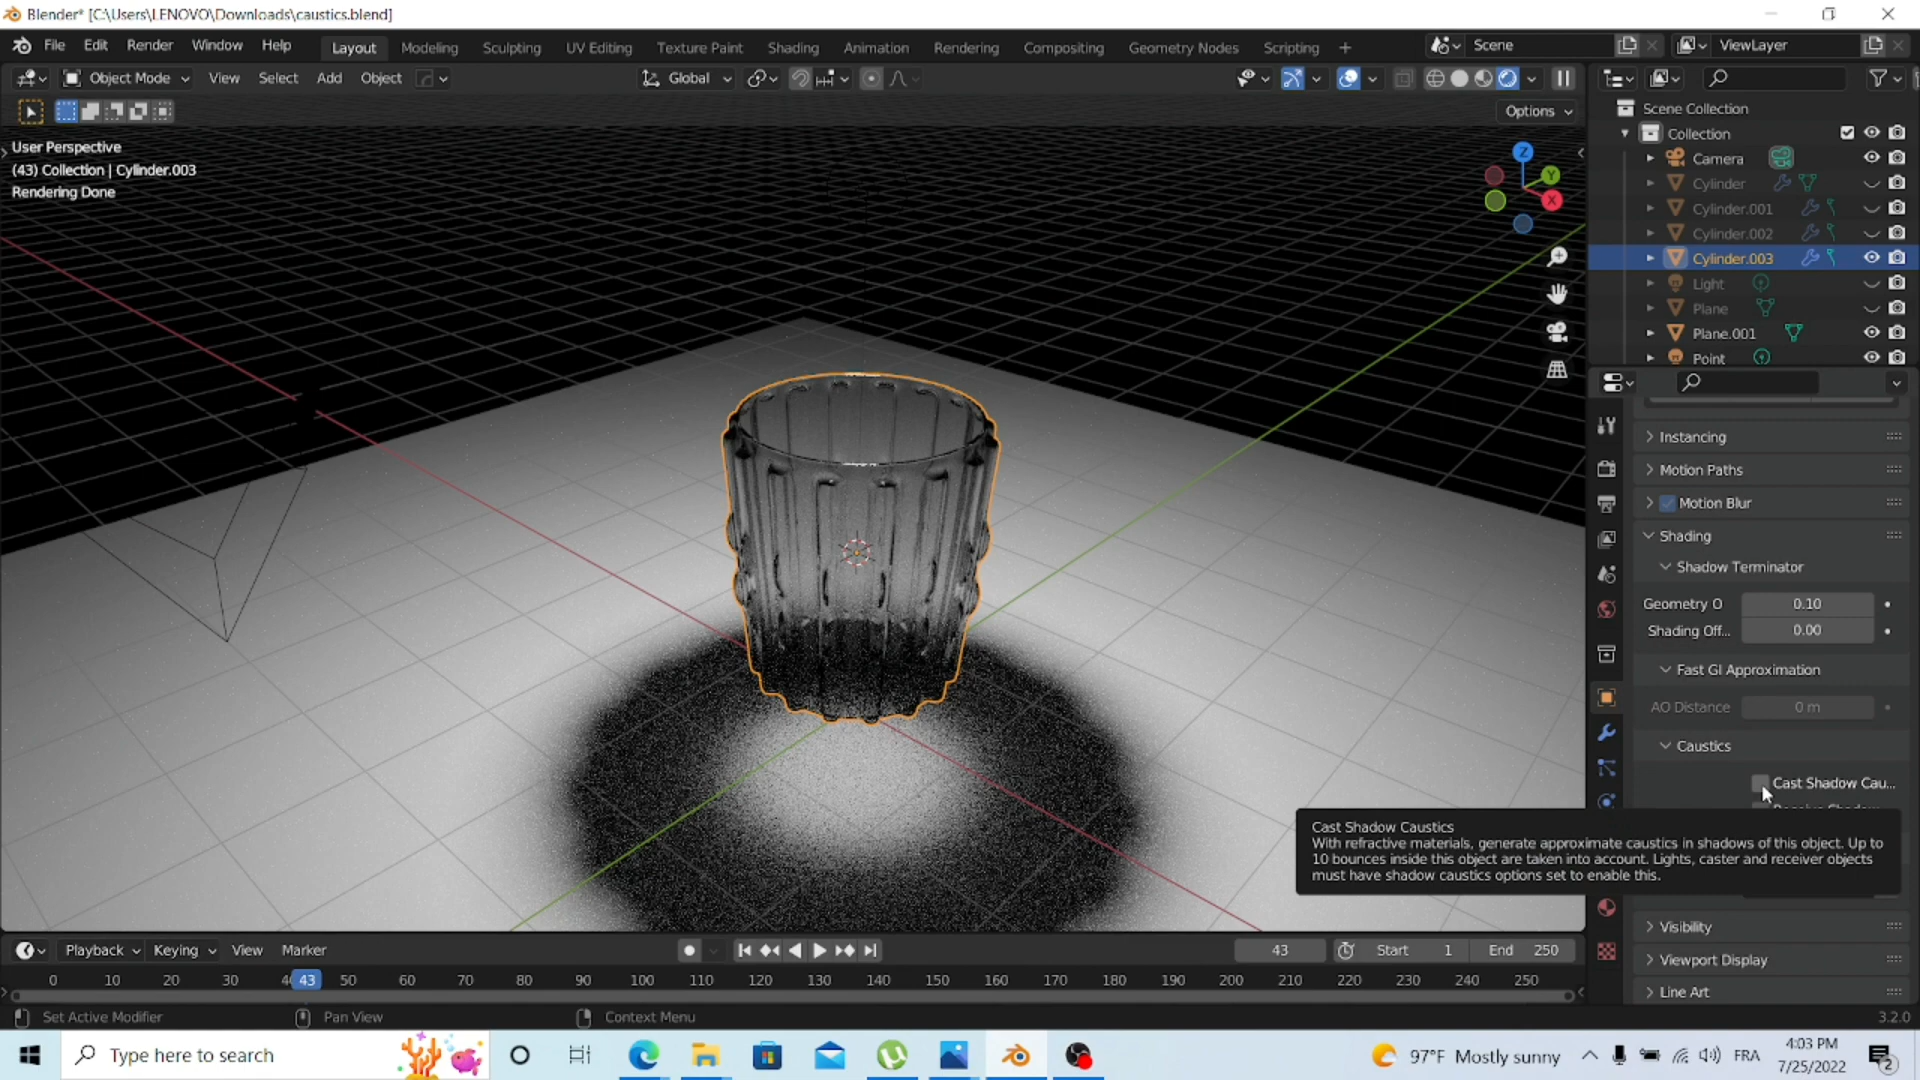 Blender* [C:\Users\LENOVO\Downloads\caustics.blend]
File Edit Render Window Help Layout Modeling Sculpting UV Editing Texture Paint Shading Animation Rendering Compositing Geometry Nodes Scripting + Scene ViewLayer
Object Mode View Select Add Object Global
Options
User Perspective
(43) Collection | Cylinder.003
Rendering Done
Z
Y
X
Scene Collection
Collection
Camera
Cylinder
Cylinder.001
Cylinder.002
Cylinder.003
Light
Plane
Plane.001
Point
Instancing
Motion Paths
Motion Blur
Shading
Shadow Terminator
Geometry O 0.10
Shading Off... 0.00
Fast GI Approximation
AO Distance 0 m
Caustics
Cast Shadow Cau...
Cast Shadow Caustics
With refractive materials, generate approximate caustics in shadows of this object. Up to
10 bounces inside this object are taken into account. Lights, caster and receiver objects
must have shadow caustics options set to enable this.
Visibility
Viewport Display
Line Art
Playback Keying View Marker 43 Start 1 End 250
0 10 20 30 43 50 60 70 80 90 100 110 120 130 140 150 160 170 180 190 200 210 220 230 240 250
Set Active Modifier Pan View Context Menu 3.2.0
Type here to search 97°F Mostly sunny FRA 4:03 PM
7/25/2022 2